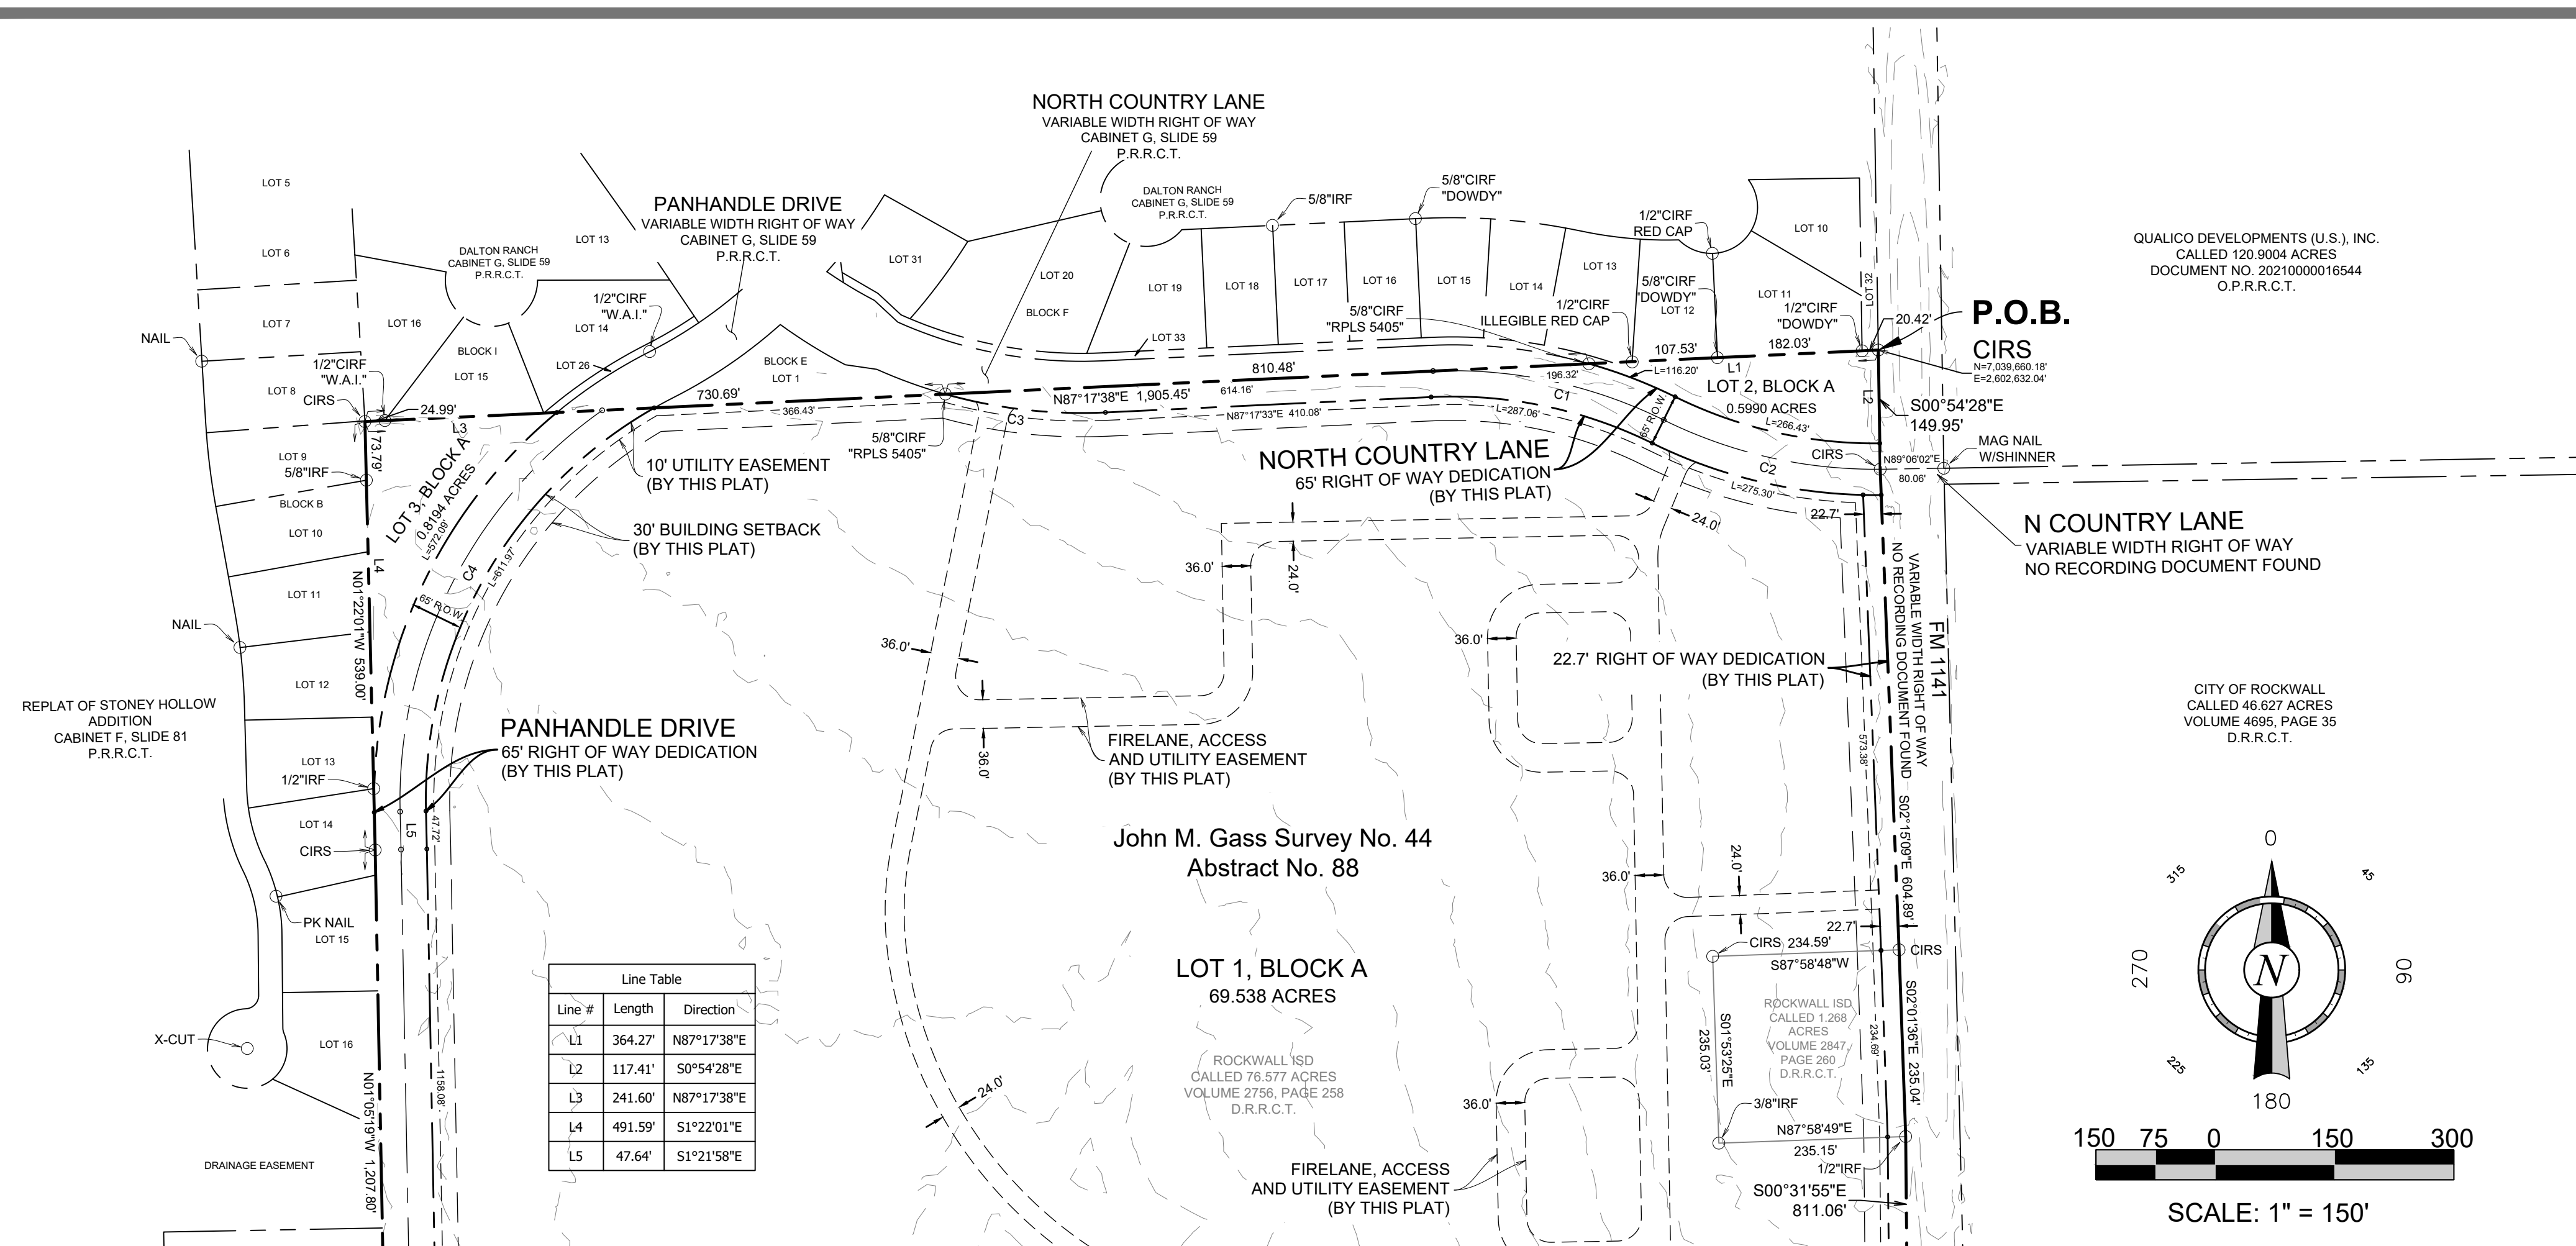 NORTH COUNTRY LANE
VARIABLE WIDTH RIGHT OF WAY
CABINET G, SLIDE 59
P.R.R.C.T.
PANHANDLE DRIVE
VARIABLE WIDTH RIGHT OF WAY
CABINET G, SLIDE 59
P.R.R.C.T.
DALTON RANCH
CABINET G, SLIDE 59
P.R.R.C.T.
DALTON RANCH
CABINET G, SLIDE 59
P.R.R.C.T.
LOT 5
LOT 6
LOT 7
LOT 8
LOT 9
BLOCK B
LOT 10
LOT 11
LOT 12
LOT 13
LOT 14
LOT 15
LOT 16
NAIL
NAIL
1/2"CIRF
"W.A.I."
CIRS
5/8"IRF
1/2"IRF
CIRS
PK NAIL
X-CUT
DRAINAGE EASEMENT
REPLAT OF STONEY HOLLOW
ADDITION
CABINET F, SLIDE 81
P.R.R.C.T.
LOT 16
BLOCK I
LOT 15
LOT 13
LOT 14
LOT 26
1/2"CIRF
"W.A.I."
BLOCK E
LOT 1
LOT 31
LOT 20
BLOCK F
LOT 19
LOT 18
LOT 17
LOT 16
LOT 15
LOT 14
LOT 13
LOT 12
LOT 11
LOT 10
LOT 32
LOT 33
5/8"IRF
5/8"CIRF
"DOWDY"
1/2"CIRF
RED CAP
5/8"CIRF
"RPLS 5405"
1/2"CIRF
ILLEGIBLE RED CAP
5/8"CIRF
"DOWDY"
1/2"CIRF
"DOWDY"
20.42'
P.O.B.
CIRS
N=7,039,660.18'
E=2,602,632.04'
QUALICO DEVELOPMENTS (U.S.), INC.
CALLED 120.9004 ACRES
DOCUMENT NO. 20210000016544
O.P.R.R.C.T.
24.99'
L3
73.79'
730.69'
366.43'
5/8"CIRF
"RPLS 5405"
810.48'
N87°17'38"E 1,905.45'
614.16'
196.32'
107.53'
182.03'
L1
L=116.20'
C3
N87°17'33"E 410.08'
L=287.06'
C1
65' R.O.W.
LOT 2, BLOCK A
0.5990 ACRES
L=266.43'
L2
S00°54'28"E
149.95'
CIRS
N89°06'02"E
80.06'
MAG NAIL
W/SHINNER
C2
L=275.30'
22.7'
N COUNTRY LANE
VARIABLE WIDTH RIGHT OF WAY
NO RECORDING DOCUMENT FOUND
NORTH COUNTRY LANE
65' RIGHT OF WAY DEDICATION
(BY THIS PLAT)
10' UTILITY EASEMENT
(BY THIS PLAT)
30' BUILDING SETBACK
(BY THIS PLAT)
LOT 3, BLOCK A
0.8194 ACRES
L=572.09'
C4
L=611.97'
65' R.O.W.
L4
N01°22'01"W 539.00'
PANHANDLE DRIVE
65' RIGHT OF WAY DEDICATION
(BY THIS PLAT)
L5
47.72'
1158.08'
N01°05'19"W 1,207.80'
36.0'
24.0'
24.0'
36.0'
36.0'
36.0'
36.0'
24.0'
36.0'
24.0'
FIRELANE, ACCESS
AND UTILITY EASEMENT
(BY THIS PLAT)
22.7' RIGHT OF WAY DEDICATION
(BY THIS PLAT)
FM 1141
VARIABLE WIDTH RIGHT OF WAY
NO RECORDING DOCUMENT FOUND
S02°15'09"E 604.89'
573.38'
CITY OF ROCKWALL
CALLED 46.627 ACRES
VOLUME 4695, PAGE 35
D.R.R.C.T.
John M. Gass Survey No. 44
Abstract No. 88
LOT 1, BLOCK A
69.538 ACRES
ROCKWALL ISD
CALLED 76.577 ACRES
VOLUME 2756, PAGE 258
D.R.R.C.T.
22.7'
CIRS 234.59'
S87°58'48"W
CIRS
ROCKWALL ISD
CALLED 1.268
ACRES
VOLUME 2847,
PAGE 260
D.R.R.C.T.
S01°53'25"E
235.03'
234.69'
S02°01'36"E 235.04'
3/8"IRF
N87°58'49"E
235.15'
1/2"IRF
S00°31'55"E
811.06'
36.0'
FIRELANE, ACCESS
AND UTILITY EASEMENT
(BY THIS PLAT)
Line Table
Line # Length Direction
L1 364.27' N87°17'38"E
L2 117.41' S0°54'28"E
L3 241.60' N87°17'38"E
L4 491.59' S1°22'01"E
L5 47.64' S1°21'58"E
0
45
90
135
180
225
270
315
N
150 75 0 150 300
SCALE: 1" = 150'